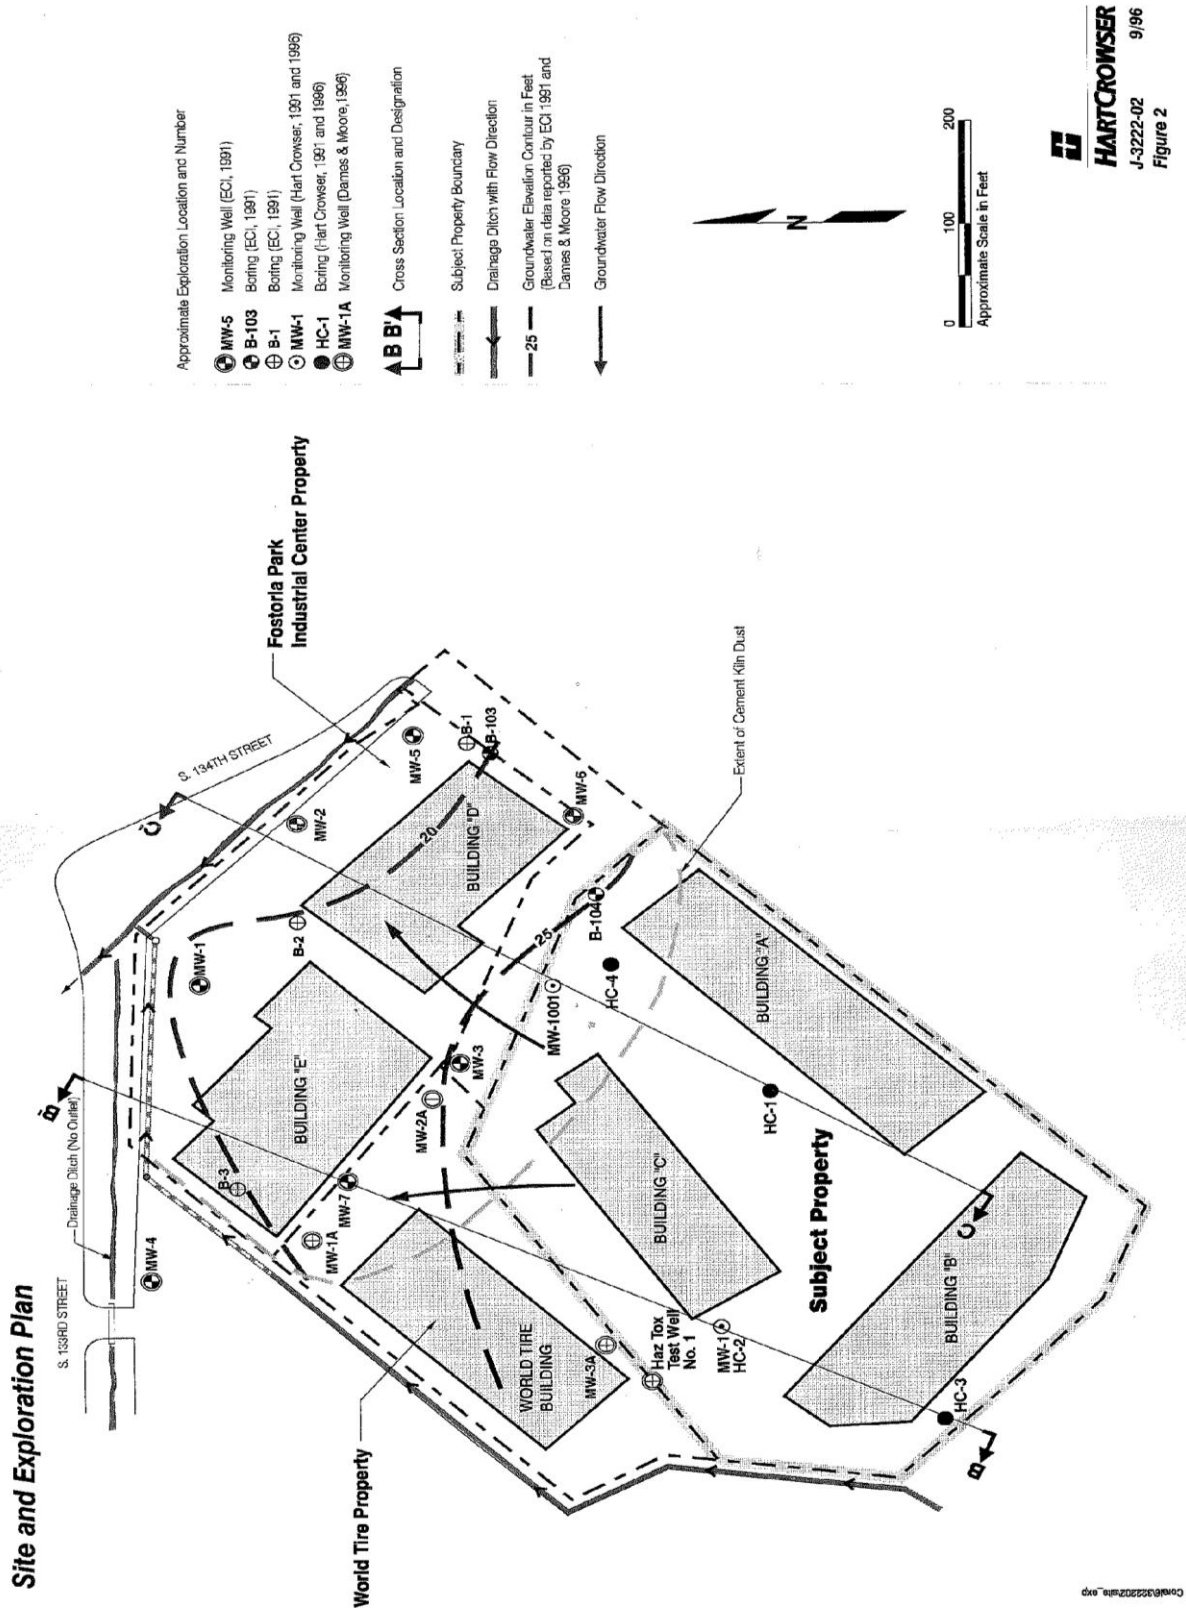 Site and Exploration Plan
S. 133RD STREET
Drainage Ditch (No Outlet)
S. 134TH STREET
Fostoria Park
Industrial Center Property
World Tire Property
MW-4
B'
MW-1
C'
MW-2
MW-5
B-1
B-103
B-3
BUILDING "E"
B-2
20
BUILDING "D"
MW-6
MW-1A
MW-7
MW-2A
MW-3
25
MW-1001
B-104
HC-4
WORLD TIRE
BUILDING
MW-3A
Haz Tox
Test Well
No. 1
MW-1
HC-2
BUILDING "C"
BUILDING "A"
HC-1
Extent of Cement Kiln Dust
Subject Property
BUILDING "B"
HC-3
B
C
Approximate Exploration Location and Number
MW-5 Monitoring Well (ECI, 1991)
B-103 Boring (ECI, 1991)
B-1 Boring (ECI, 1991)
MW-1 Monitoring Well (Hart Crowser, 1991 and 1996)
HC-1 Boring (Hart Crowser, 1991 and 1996)
MW-1A Monitoring Well (Dames & Moore, 1996)
B B' Cross Section Location and Designation
Subject Property Boundary
Drainage Ditch with Flow Direction
25 Groundwater Elevation Contour in Feet
(Based on data reported by ECI 1991 and
Dames & Moore 1996)
Groundwater Flow Direction
N
0 100 200
Approximate Scale in Feet
HARTCROWSER
J-3222-02 9/96
Figure 2